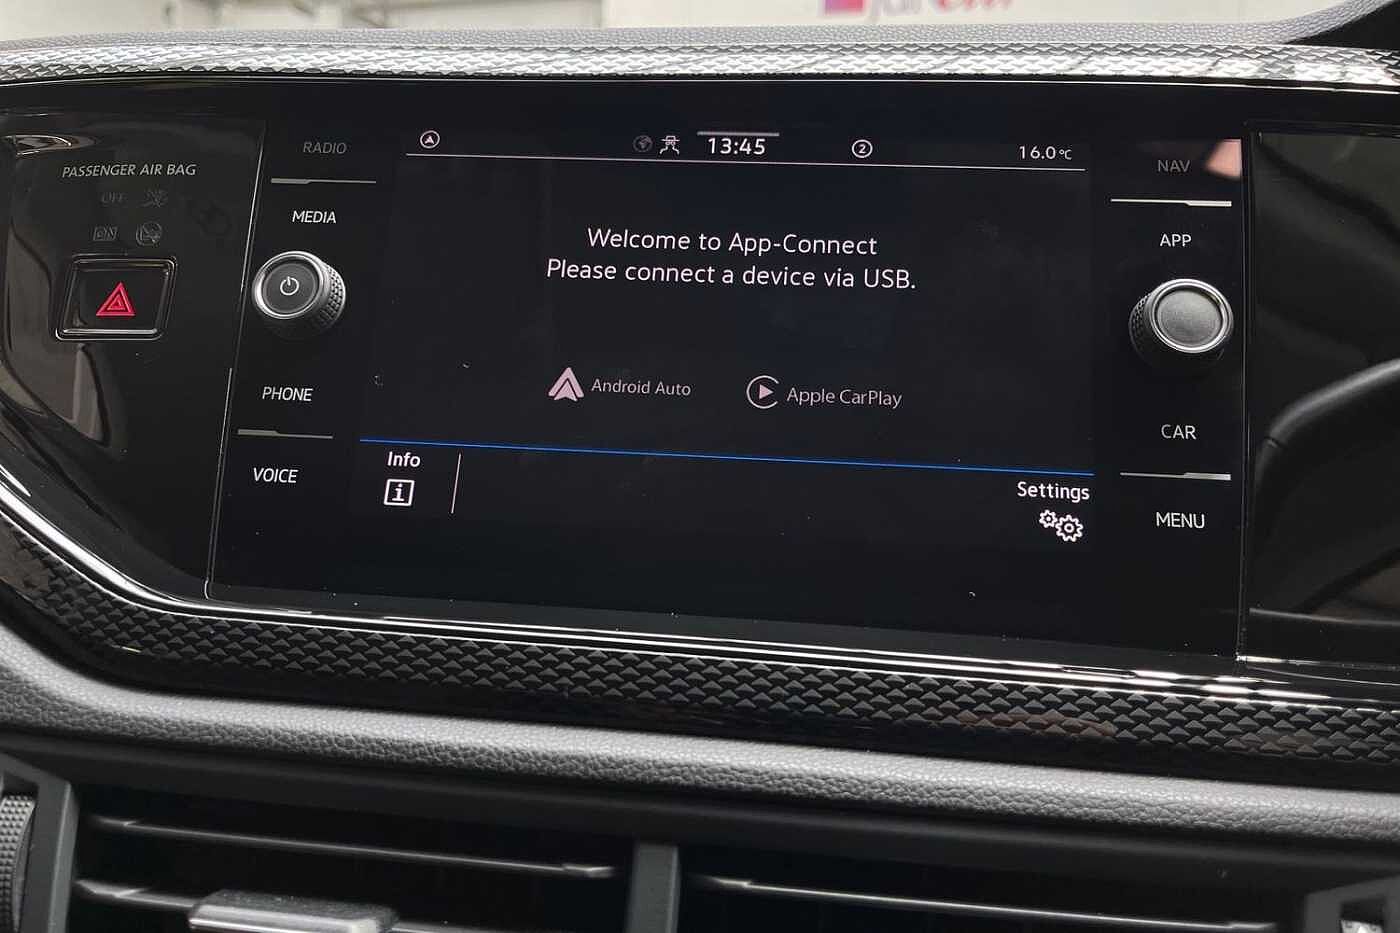 RADIO
MEDIA
PHONE
VOICE
PASSENGER AIR BAG
OFF
ON
13:45
2
16.0°C
Welcome to App-Connect
Please connect a device via USB.
Android Auto
Apple CarPlay
Info
i
Settings
NAV
APP
CAR
MENU